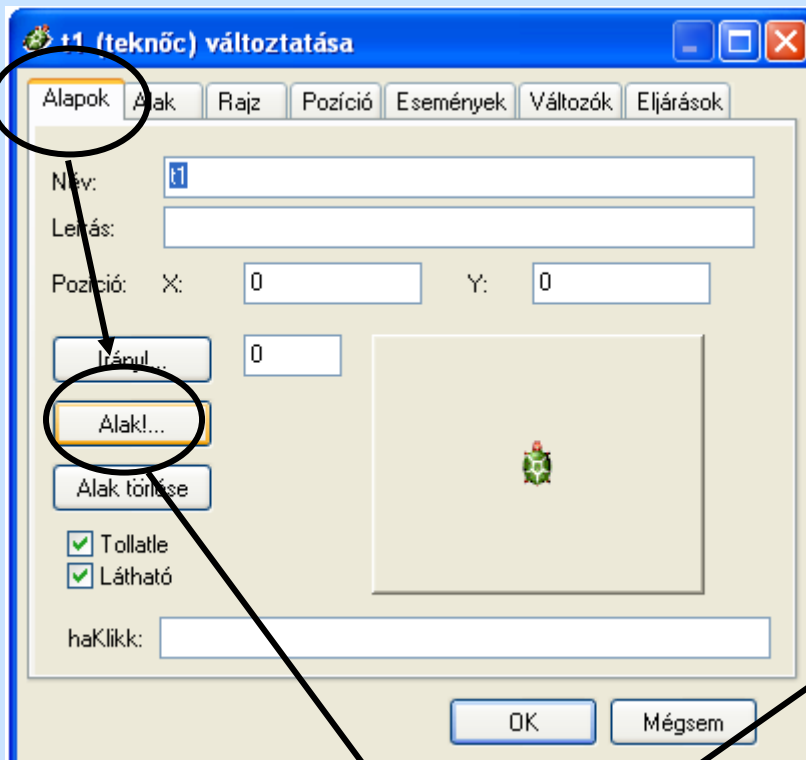 t1 (teknőc) változtatása
Alapok Alak Rajz Pozíció Események Változók Eljárások
Név: t1
Leírás:
Pozíció: X: 0 Y: 0
Irány!... 0
Alak!...
Alak törlése
Tollatle
Látható
haKlikk:
OK Mégsem